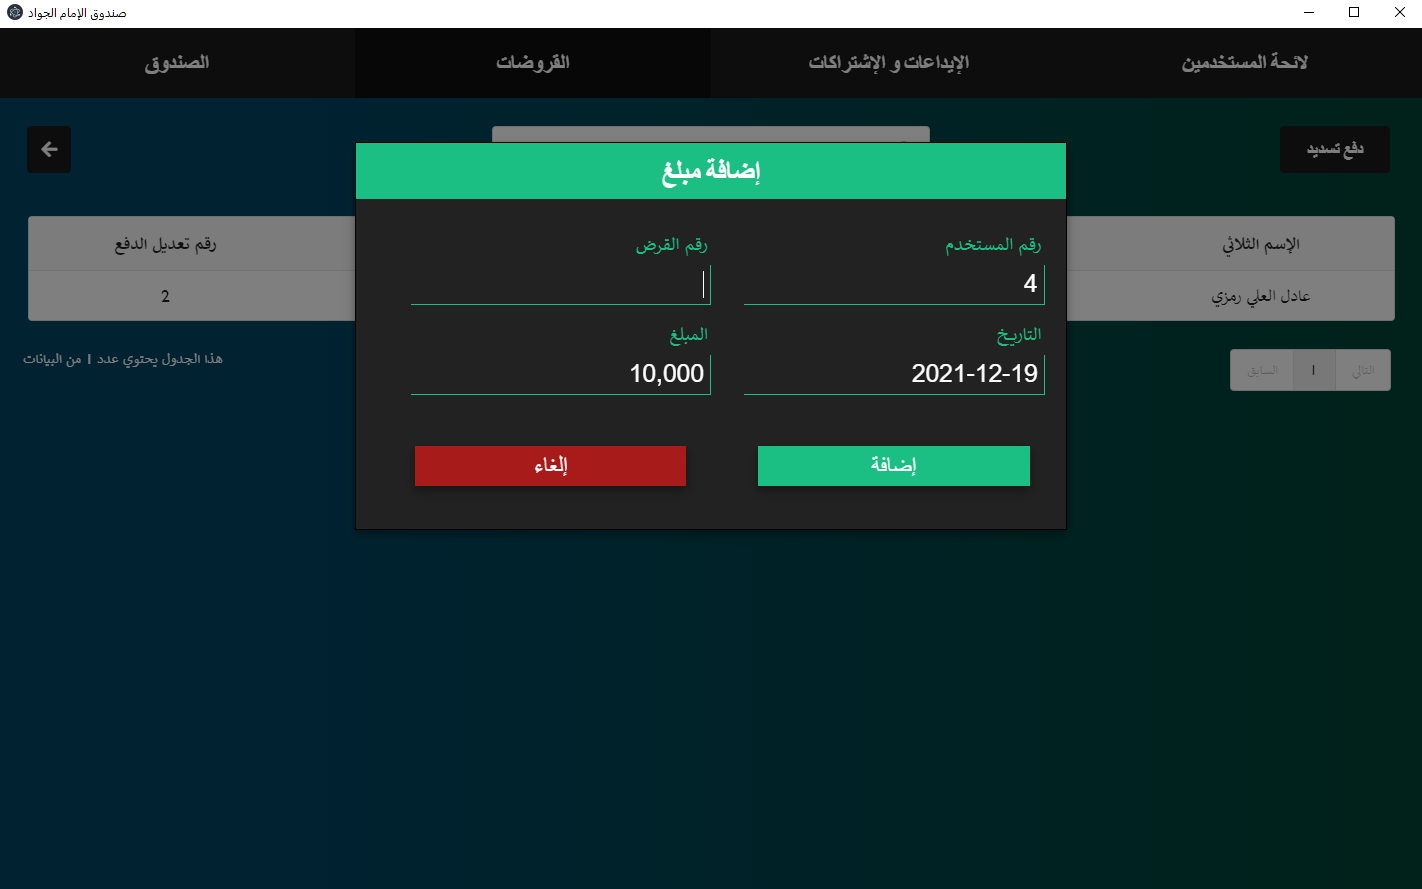 صندوق الإمام الجواد
لائحة المستخدمين
الإيداعات و الإشتراكات
القروضات
الصندوق
دفع تسديد
إضافة مبلغ
الإسم الثلاثي
رقم تعديل الدفع
عادل العلي رمزي
2
رقم المستخدم
رقم القرض
4
التاريخ
المبلغ
2021-12-19
10,000
إضافة
إلغاء
التالي
1
السابق
هذا الجدول يحتوي عدد 1 من البيانات